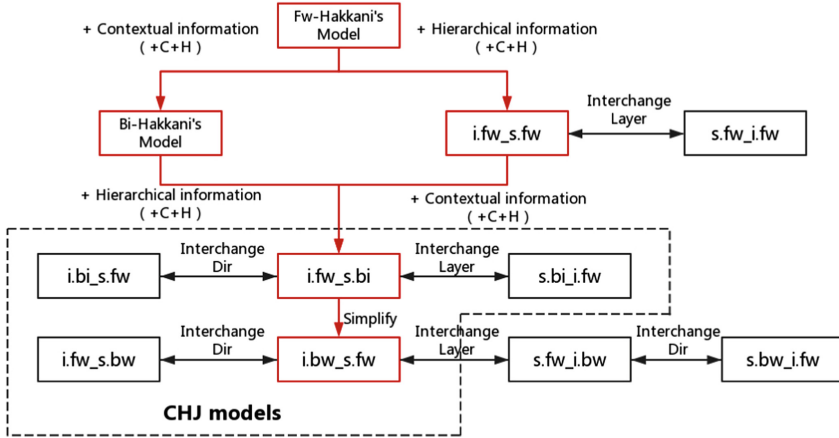 Fw-Hakkani's
Model
+ Contextual information
( +C+H )
+ Hierarchical information
( +C+H )
Bi-Hakkani's
Model
i.fw_s.fw
Interchange
Layer
s.fw_i.fw
+ Hierarchical information
( +C+H )
+ Contextual information
( +C+H )
i.bi_s.fw
Interchange
Dir
i.fw_s.bi
Interchange
Layer
s.bi_i.fw
Simplify
i.fw_s.bw
Interchange
Dir
i.bw_s.fw
Interchange
Layer
s.fw_i.bw
Interchange
Dir
s.bw_i.fw
CHJ models